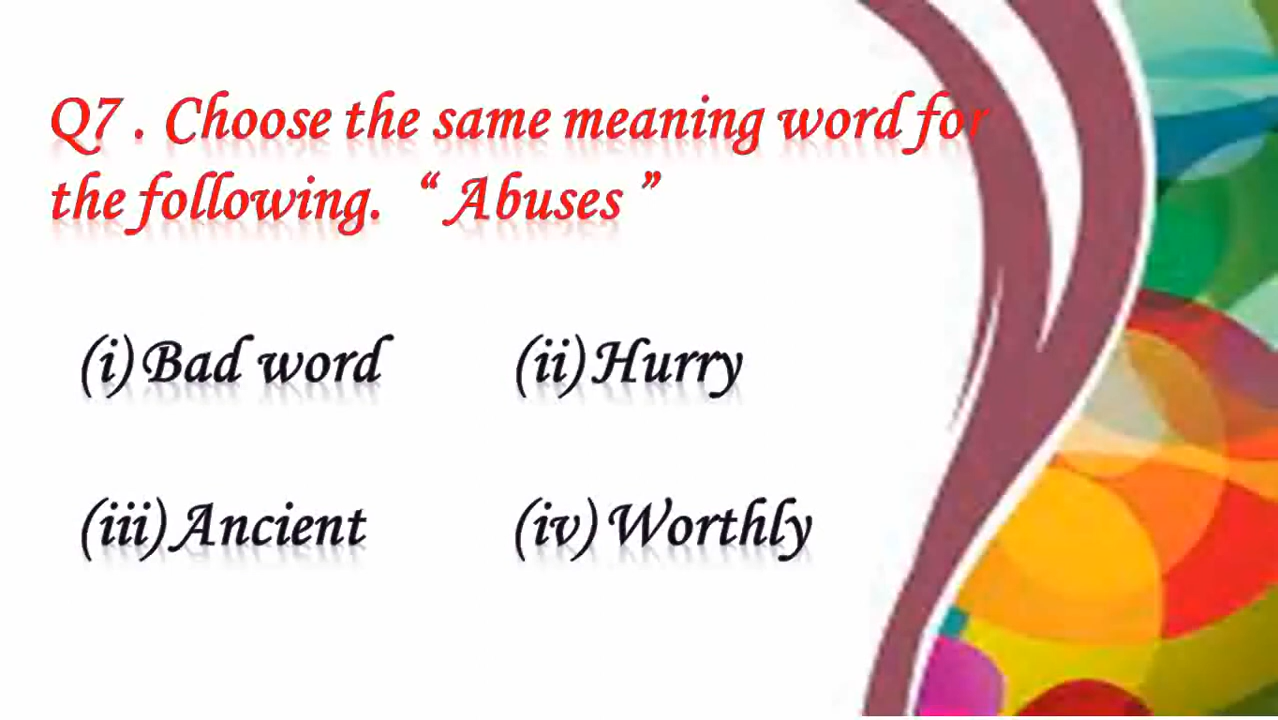 Q7 . Choose the same meaning word for
the following. “ Abuses ”
(i) Bad word (ii) Hurry
(iii) Ancient (iv) Worthly